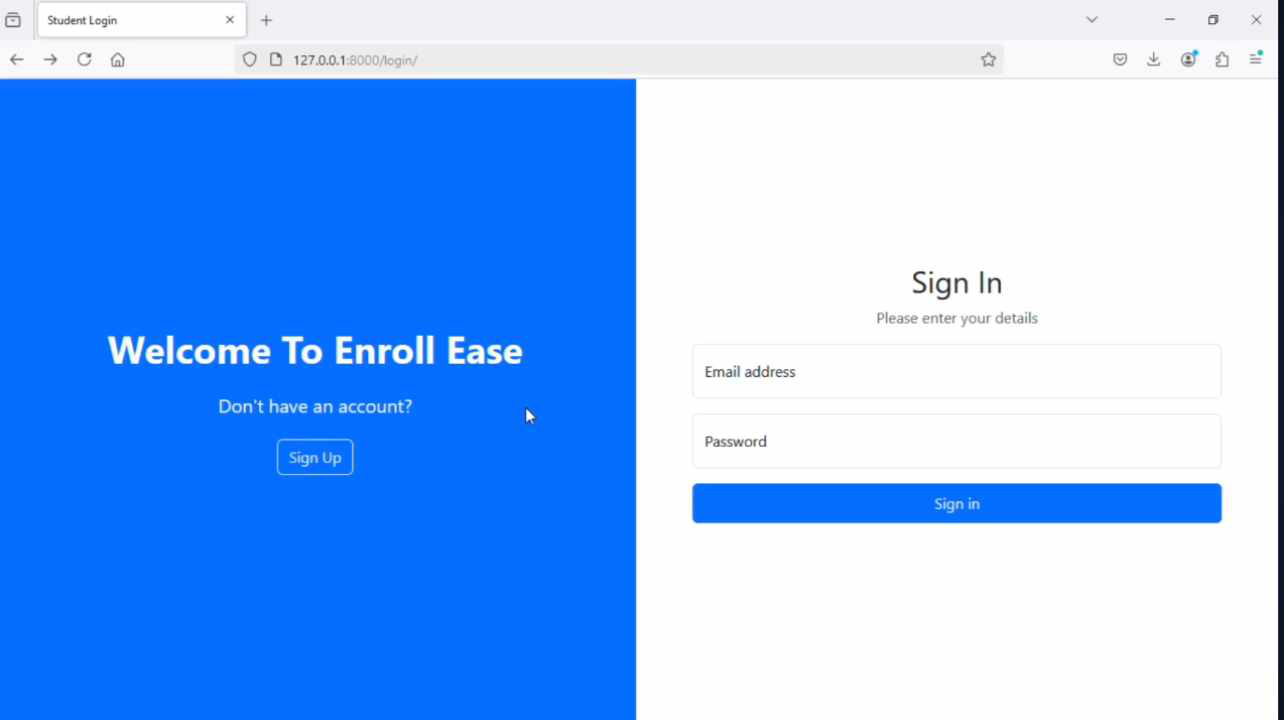 Student Login
127.0.0.1:8000/login/
Welcome To Enroll Ease
Don't have an account?
Sign Up
Sign In
Please enter your details
Email address
Password
Sign in